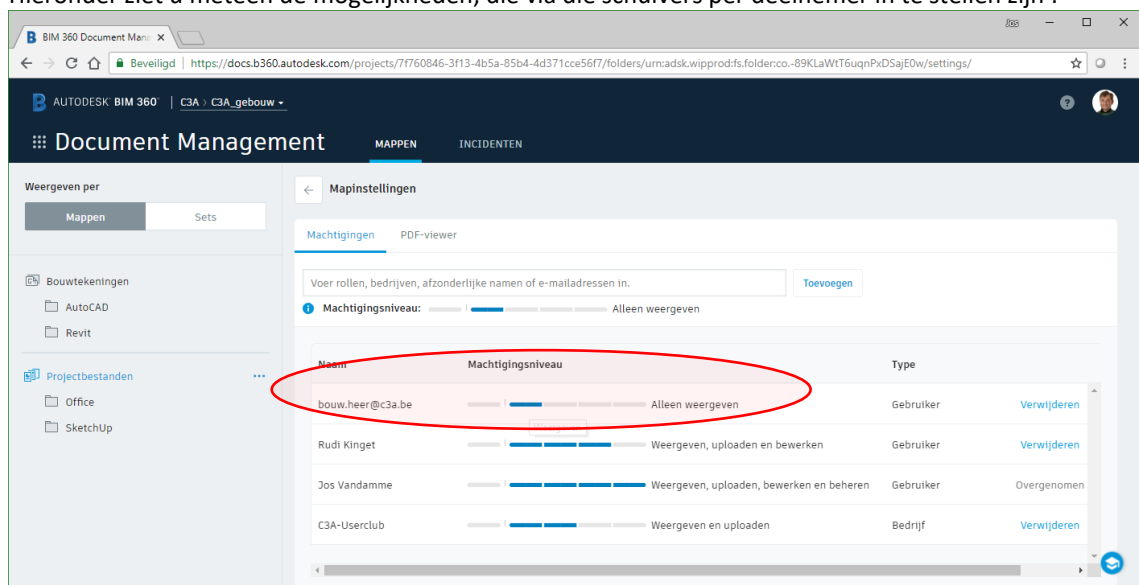 Hieronder ziet u meteen de mogelijkheden, die via die schuivers per deelnemer in te stellen zijn :
Jos
BIM 360 Document Mana
Beveiligd | https://docs.b360.autodesk.com/projects/7f760846-3f13-4b5a-85b4-4d371cce56f7/folders/urn:adsk.wipprod:fs.folder:co.-89KLaWtT6uqnPxDSajE0w/settings/
AUTODESK BIM 360 | C3A > C3A_gebouw
Document Management MAPPEN INCIDENTEN
Weergeven per
Mappen Sets
Bouwtekeningen
AutoCAD
Revit
Projectbestanden ...
Office
SketchUp
Mapinstellingen
Machtigingen PDF-viewer
Voer rollen, bedrijven, afzonderlijke namen of e-mailadressen in. Toevoegen
Machtigingsniveau: Alleen weergeven
Naam Machtigingsniveau Type
bouw.heer@c3a.be Alleen weergeven Gebruiker Verwijderen
Weergeven
Rudi Kinget Weergeven, uploaden en bewerken Gebruiker Verwijderen
Jos Vandamme Weergeven, uploaden, bewerken en beheren Gebruiker Overgenomen
C3A-Userclub Weergeven en uploaden Bedrijf Verwijderen